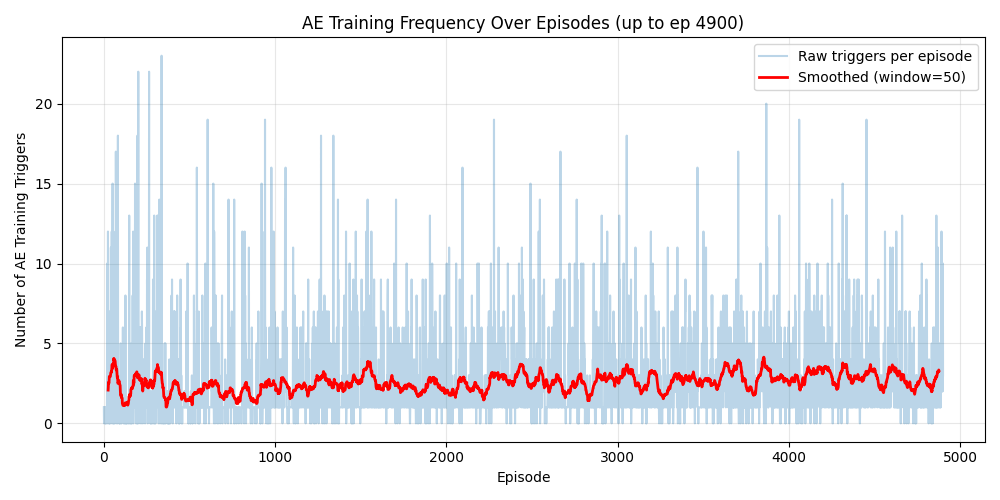 AE Training Frequency Over Episodes (up to ep 4900)
Raw triggers per episode
Smoothed (window=50)
Number of AE Training Triggers
20
15
10
5
0
0 1000 2000 3000 4000 5000
Episode